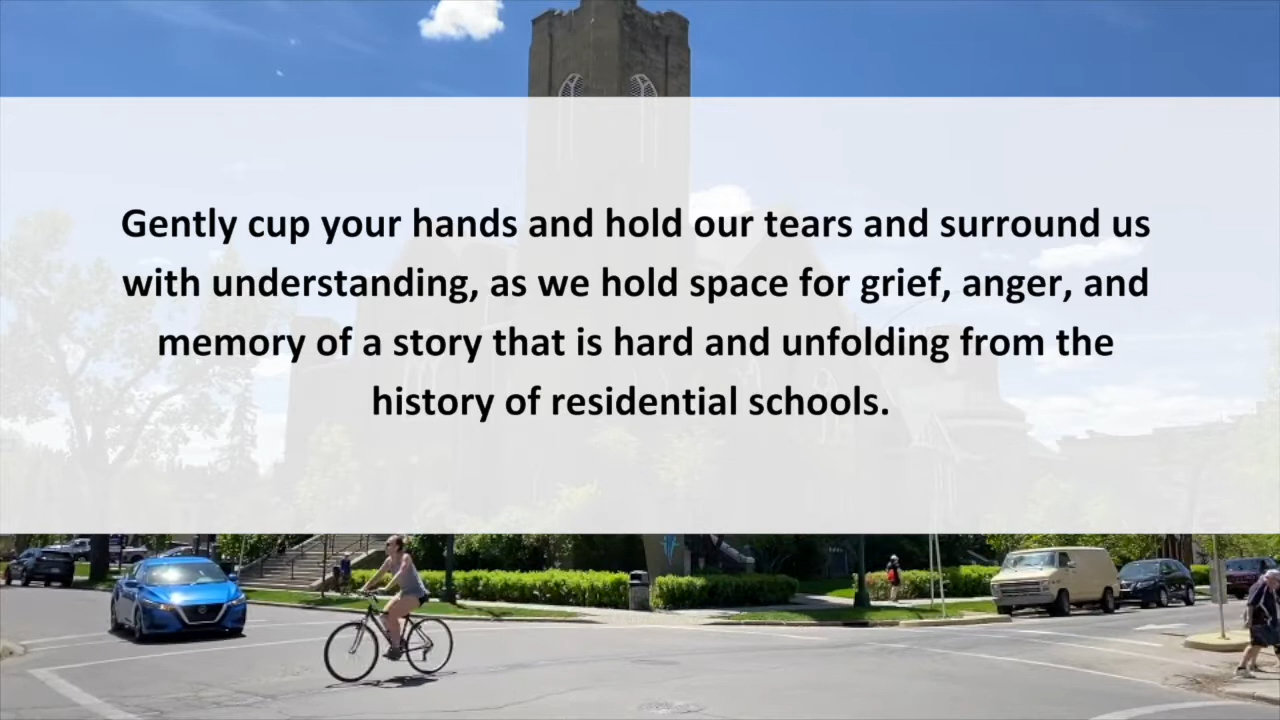 Gently cup your hands and hold our tears and surround us
with understanding, as we hold space for grief, anger, and
memory of a story that is hard and unfolding from the
history of residential schools.